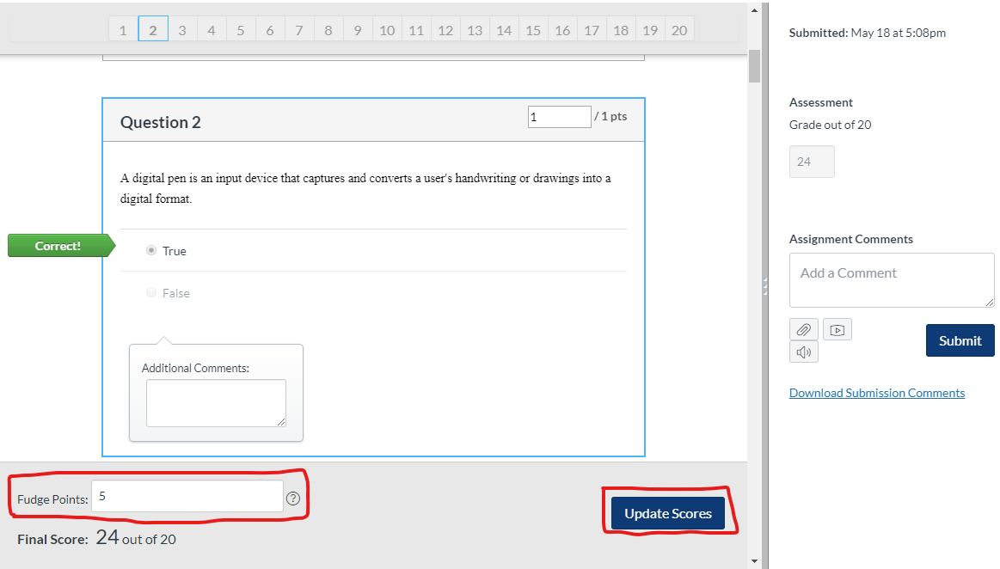 1 2 3 4 5 6 7 8 9 10 11 12 13 14 15 16 17 18 19 20
Question 2
1 / 1 pts
A digital pen is an input device that captures and converts a user's handwriting or drawings into a
digital format.
Correct!
True
False
Additional Comments:
Fudge Points: 5 ?
Update Scores
Final Score: 24 out of 20
Submitted: May 18 at 5:08pm
Assessment
Grade out of 20
24
Assignment Comments
Add a Comment
Submit
Download Submission Comments